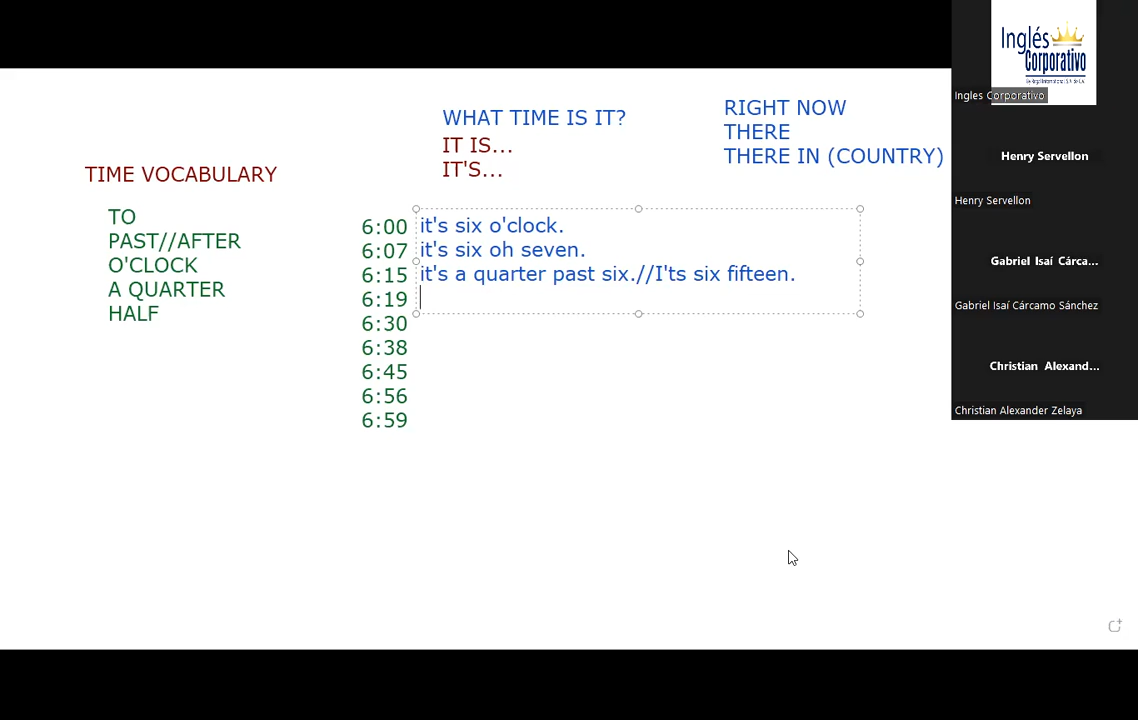 WHAT TIME IS IT?
IT IS...
IT'S...
RIGHT NOW
THERE
THERE IN (COUNTRY)
TIME VOCABULARY
TO
PAST//AFTER
O'CLOCK
A QUARTER
HALF
6:00 it's six o'clock.
6:07 it's six oh seven.
6:15 it's a quarter past six.//I'ts six fifteen.
6:19
6:30
6:38
6:45
6:56
6:59
Inglés
Corporativo
Ingles Corporativo
Henry Servellon
Henry Servellon
Gabriel Isaí Cárca...
Gabriel Isaí Cárcamo Sánchez
Christian Alexand...
Christian Alexander Zelaya